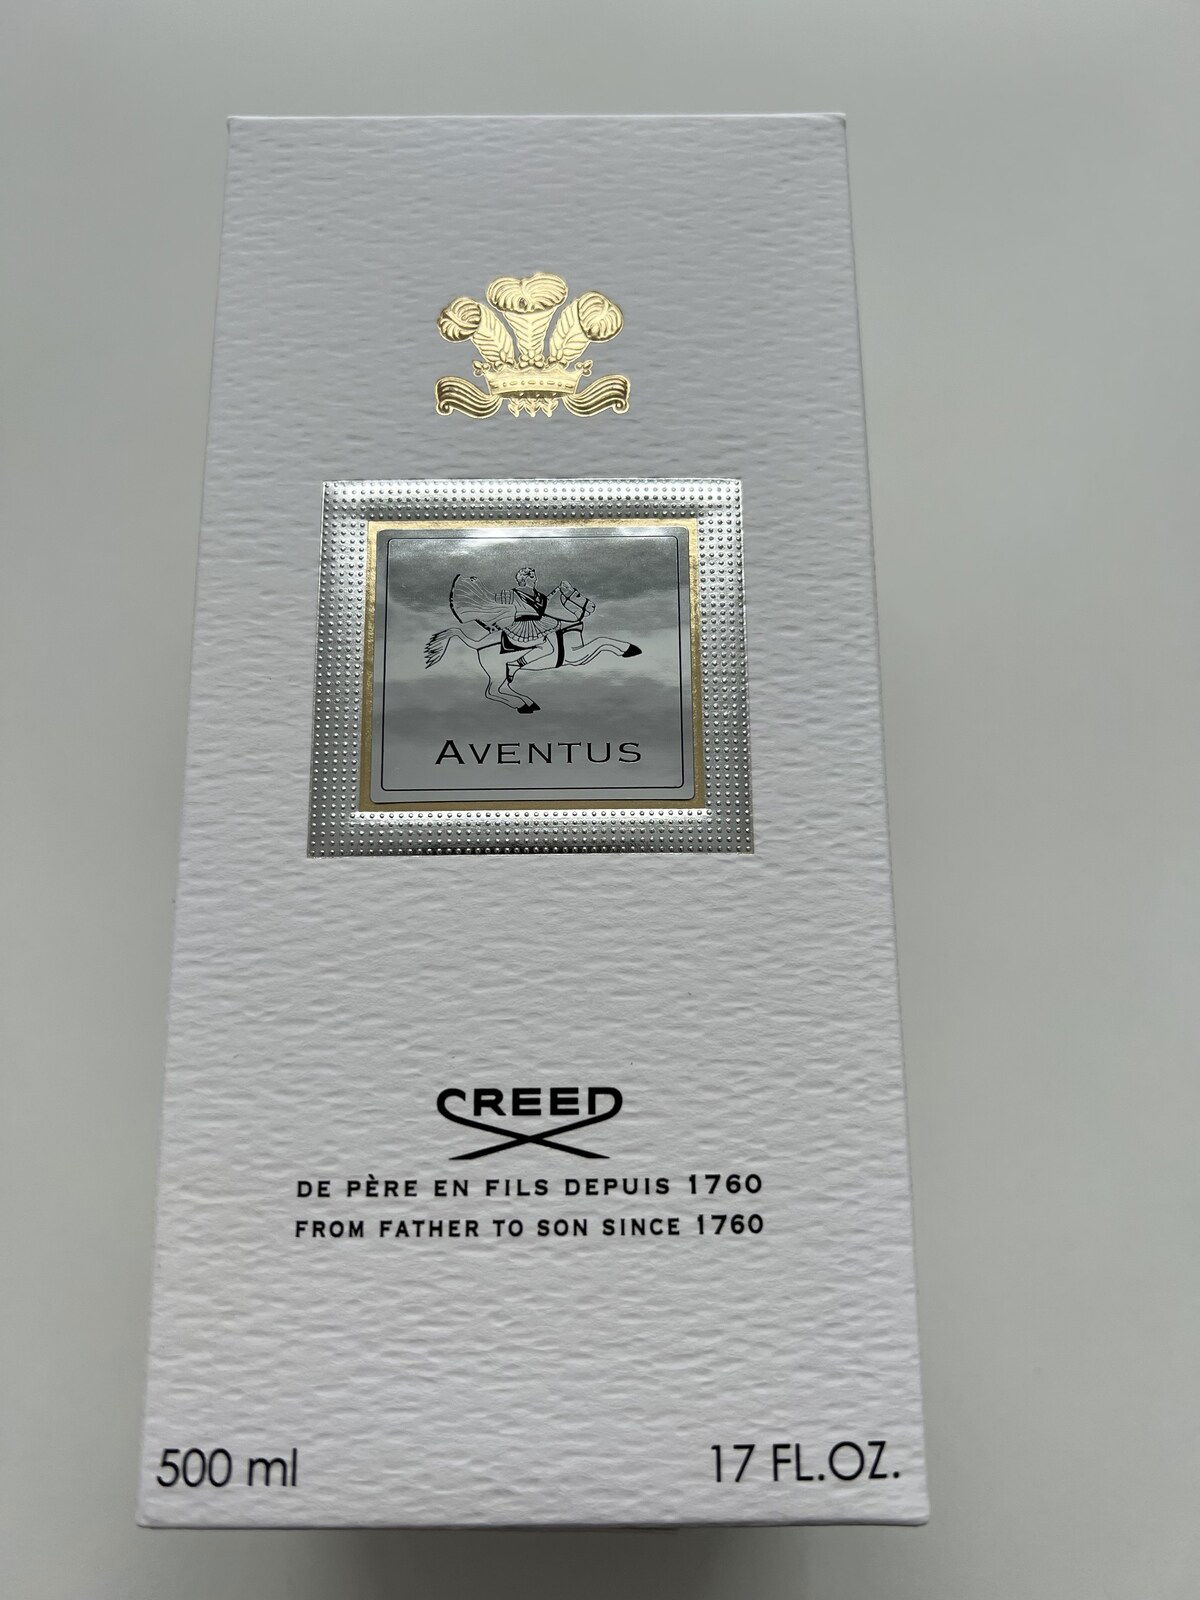 AVENTUS
CREED
DE PÈRE EN FILS DEPUIS 1760
FROM FATHER TO SON SINCE 1760
500 ml 17 FL.OZ.